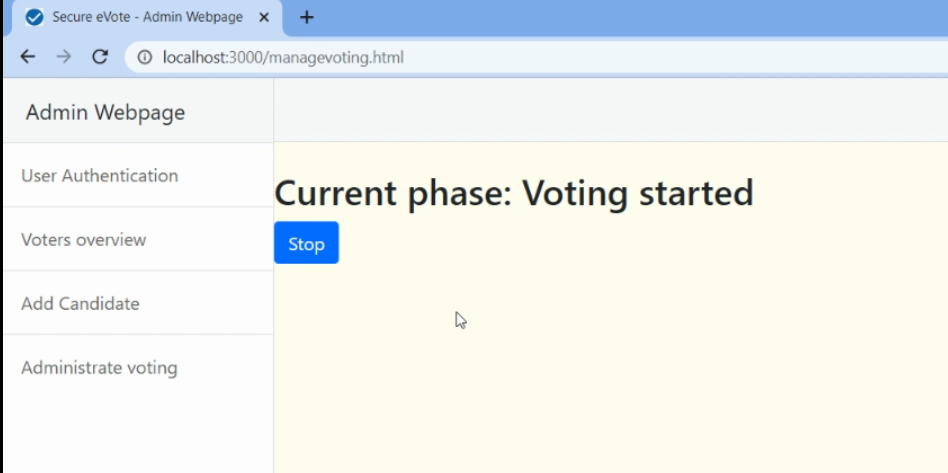 Secure eVote - Admin Webpage
localhost:3000/managevoting.html
Admin Webpage
User Authentication
Voters overview
Add Candidate
Administrate voting
Current phase: Voting started
Stop